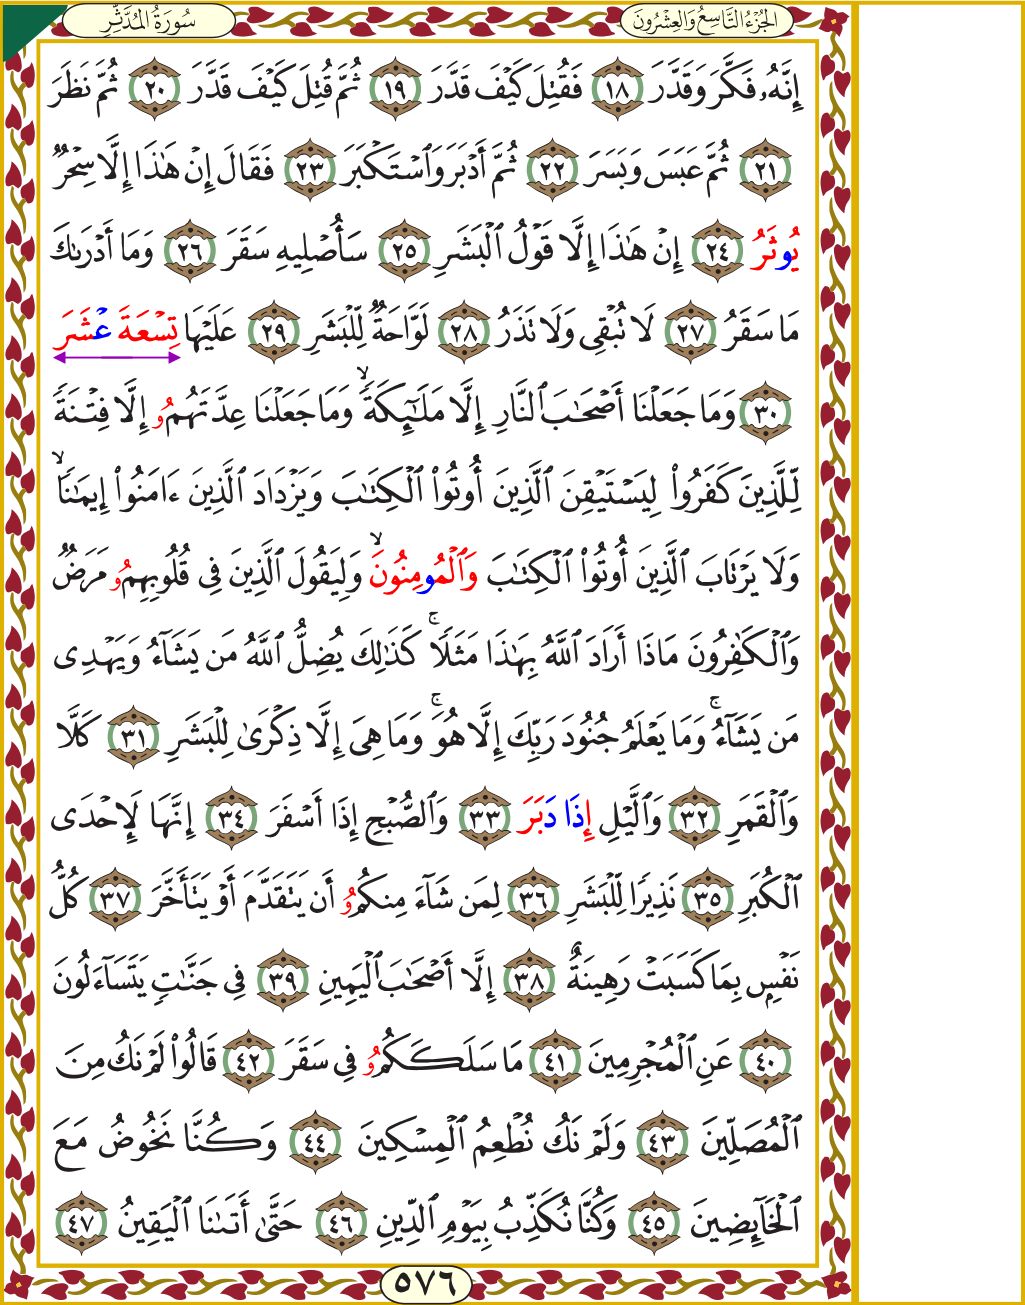 الجُزْءُ التَّاسِعُ وَالعِشْرُونَ
سُورَةُ المُدَّثِّرِ
إِنَّهُۥ فَكَّرَ وَقَدَّرَ ١٨ فَقُتِلَ كَيْفَ قَدَّرَ ١٩ ثُمَّ قُتِلَ كَيْفَ قَدَّرَ ٢٠ ثُمَّ نَظَرَ
٢١ ثُمَّ عَبَسَ وَبَسَرَ ٢٢ ثُمَّ أَدْبَرَ وَٱسْتَكْبَرَ ٢٣ فَقَالَ إِنْ هَٰذَا إِلَّا سِحْرٌ
يُوثَرُ ٢٤ إِنْ هَٰذَا إِلَّا قَوْلُ ٱلْبَشَرِ ٢٥ سَأُصْلِيهِ سَقَرَ ٢٦ وَمَا أَدْرَىٰكَ
مَا سَقَرُ ٢٧ لَا تُبْقِى وَلَا تَذَرُ ٢٨ لَوَّاحَةٌ لِّلْبَشَرِ ٢٩ عَلَيْهَا تِسْعَةَ عْشَرَ
٣٠ وَمَا جَعَلْنَا أَصْحَٰبَ ٱلنَّارِ إِلَّا مَلَٰٓئِكَةً ۙ وَمَا جَعَلْنَا عِدَّتَهُمُۥ إِلَّا فِتْنَةً
لِّلَّذِينَ كَفَرُوا۟ لِيَسْتَيْقِنَ ٱلَّذِينَ أُوتُوا۟ ٱلْكِتَٰبَ وَيَزْدَادَ ٱلَّذِينَ ءَامَنُوا۟ إِيمَٰنًا ۙ
وَلَا يَرْتَابَ ٱلَّذِينَ أُوتُوا۟ ٱلْكِتَٰبَ وَٱلْمُومِنُونَ ۙ وَلِيَقُولَ ٱلَّذِينَ فِى قُلُوبِهِمُۥ مَرَضٌ
وَٱلْكَٰفِرُونَ مَاذَا أَرَادَ ٱللَّهُ بِهَٰذَا مَثَلًا ۚ كَذَٰلِكَ يُضِلُّ ٱللَّهُ مَن يَشَآءُ وَيَهْدِى
مَن يَشَآءُ ۚ وَمَا يَعْلَمُ جُنُودَ رَبِّكَ إِلَّا هُوَ ۚ وَمَا هِىَ إِلَّا ذِكْرَىٰ لِلْبَشَرِ ٣١ كَلَّا
وَٱلْقَمَرِ ٣٢ وَٱلَّيْلِ إِذَا دَبَرَ ٣٣ وَٱلصُّبْحِ إِذَا أَسْفَرَ ٣٤ إِنَّهَا لَإِحْدَى
ٱلْكُبَرِ ٣٥ نَذِيرًا لِّلْبَشَرِ ٣٦ لِمَن شَآءَ مِنكُمُۥ أَن يَتَقَدَّمَ أَوْ يَتَأَخَّرَ ٣٧ كُلُّ
نَفْسٍ بِمَا كَسَبَتْ رَهِينَةٌ ٣٨ إِلَّا أَصْحَٰبَ ٱلْيَمِينِ ٣٩ فِى جَنَّٰتٍ يَتَسَآءَلُونَ
٤٠ عَنِ ٱلْمُجْرِمِينَ ٤١ مَا سَلَكَكُمُۥ فِى سَقَرَ ٤٢ قَالُوا۟ لَمْ نَكُ مِنَ
ٱلْمُصَلِّينَ ٤٣ وَلَمْ نَكُ نُطْعِمُ ٱلْمِسْكِينَ ٤٤ وَكُنَّا نَخُوضُ مَعَ
ٱلْخَآئِضِينَ ٤٥ وَكُنَّا نُكَذِّبُ بِيَوْمِ ٱلدِّينِ ٤٦ حَتَّىٰ أَتَىٰنَا ٱلْيَقِينُ ٤٧
٥٧٦